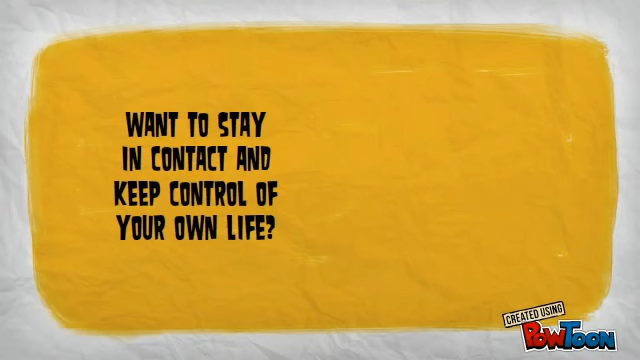 WANT TO STAY
IN CONTACT AND
KEEP CONTROL OF
YOUR OWN LIFE?
CREATED USING
POWTOON